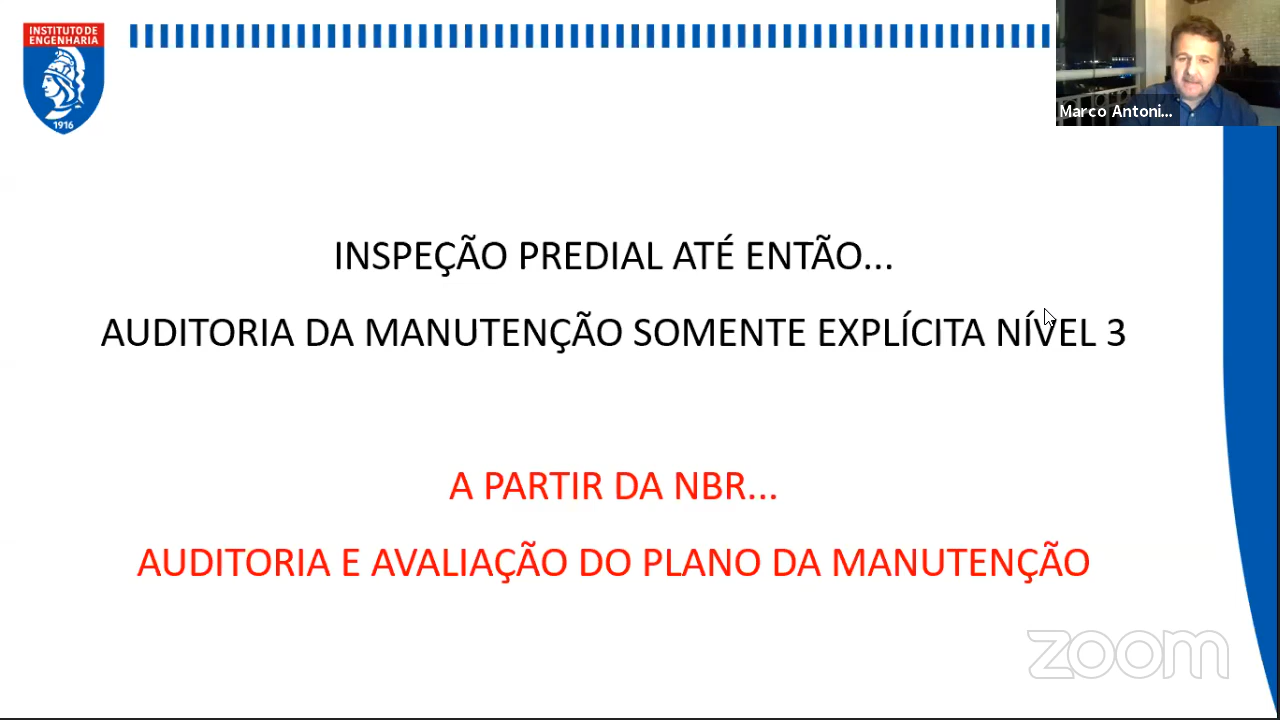 INSTITUTO DE
ENGENHARIA
1916
Marco Antoni...
INSPEÇÃO PREDIAL ATÉ ENTÃO...
AUDITORIA DA MANUTENÇÃO SOMENTE EXPLÍCITA NÍVEL 3
A PARTIR DA NBR...
AUDITORIA E AVALIAÇÃO DO PLANO DA MANUTENÇÃO
zoom